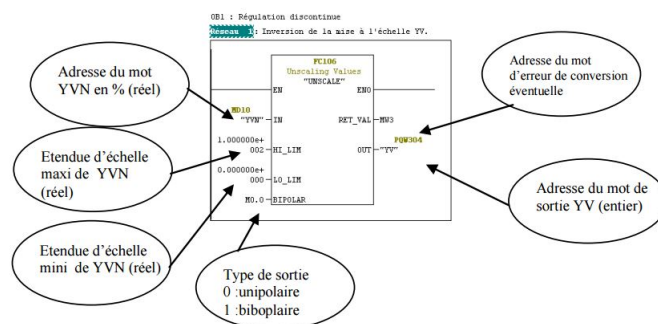 OB1 : Régulation discontinue
Réseau 1: Inversion de la mise à l'échelle YV.
Adresse du mot
YVN en % (réel)
Etendue d'échelle
maxi de YVN
(réel)
Etendue d'échelle
mini de YVN (réel)
FC106
Unscaling Values
"UNSCALE"
EN
ENO
MD10
"YVN"
IN
RET_VAL
MW3
PQW304
1.000000e+
002
HI_LIM
OUT
"YV"
0.000000e+
000
LO_LIM
M0.0
BIPOLAR
Type de sortie
0 :unipolaire
1 :biboplaire
Adresse du mot
d'erreur de conversion
éventuelle
Adresse du mot de
sortie YV (entier)